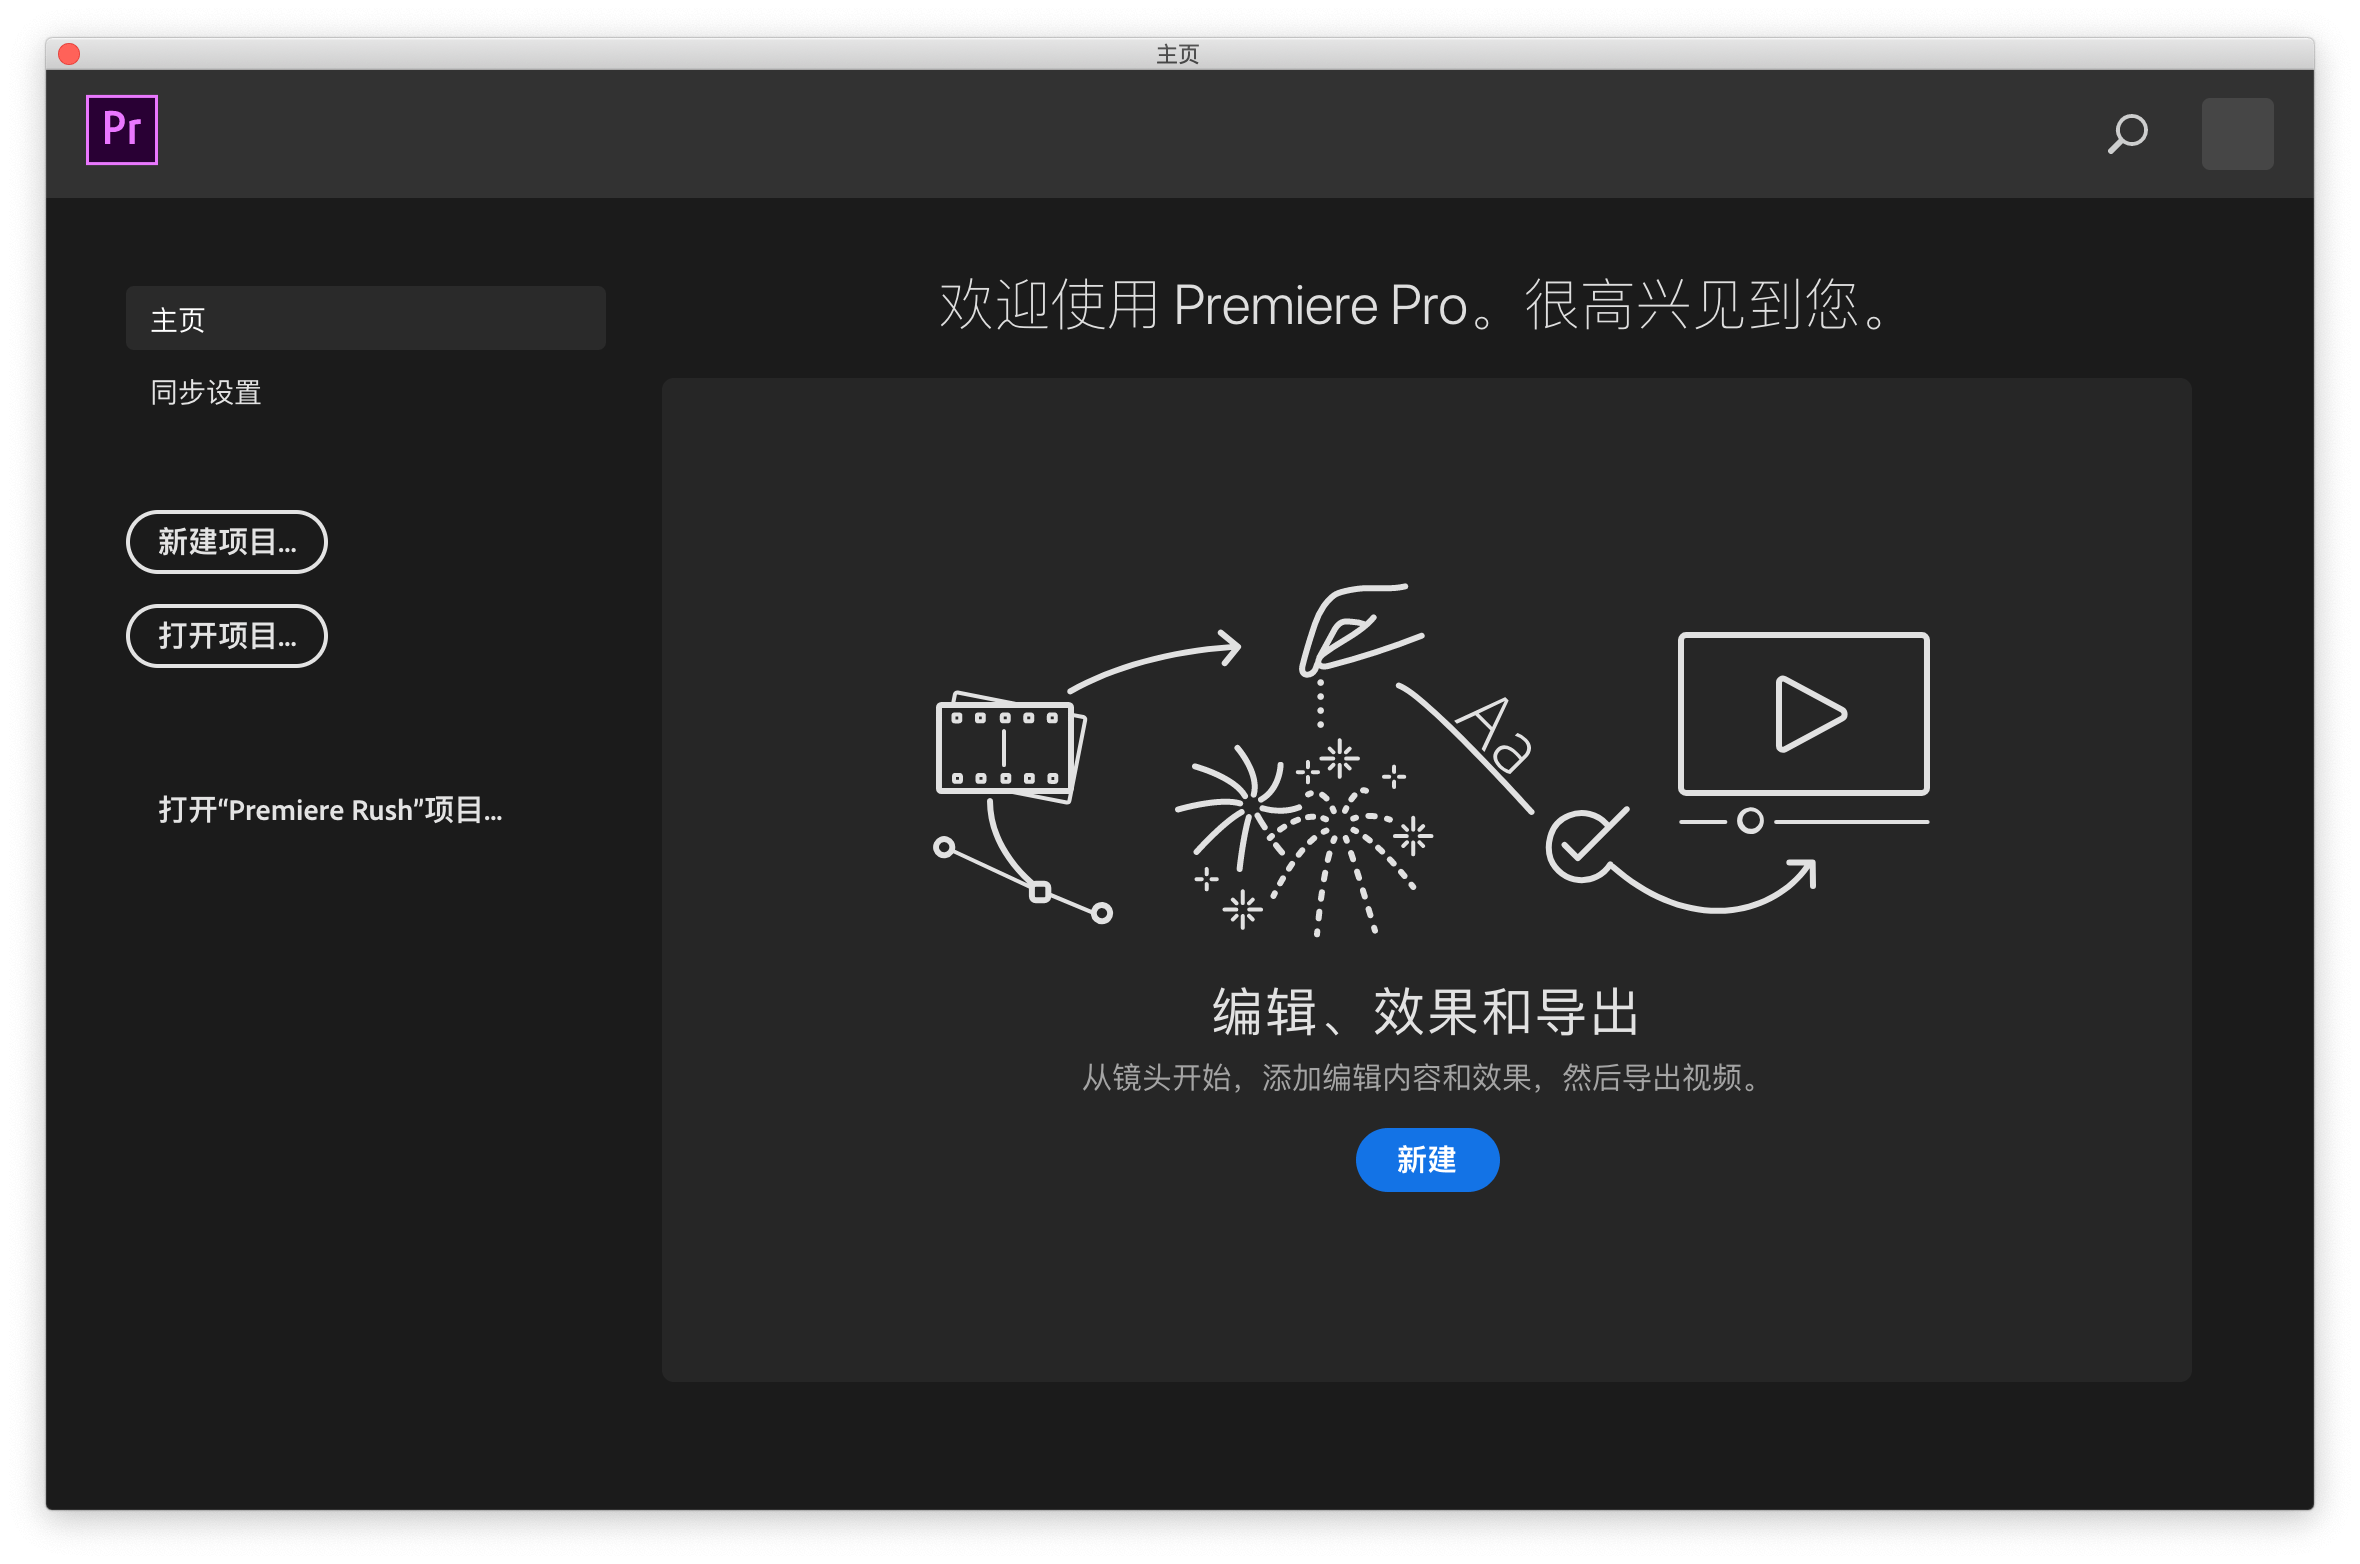 主页
Pr
主页
同步设置
新建项目...
打开项目...
打开“Premiere Rush”项目...
欢迎使用 Premiere Pro。很高兴见到您。
Aa
编辑、效果和导出
从镜头开始，添加编辑内容和效果，然后导出视频。
新建